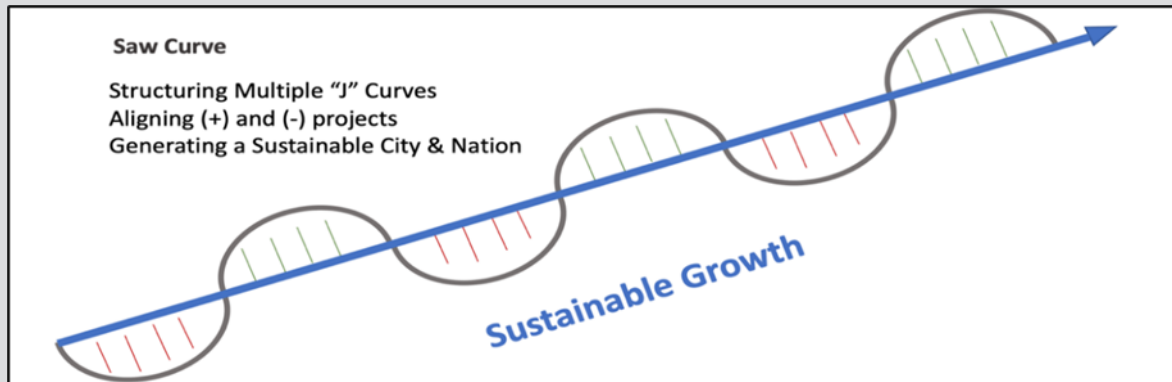 Saw Curve
Structuring Multiple “J” Curves
Aligning (+) and (-) projects
Generating a Sustainable City & Nation
Sustainable Growth